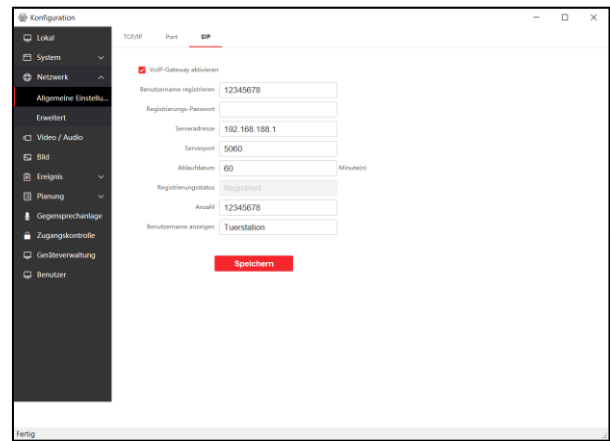 Konfiguration
Lokal
System
Netzwerk
Allgemeine Einstellu...
Erweitert
Video / Audio
Bild
Ereignis
Planung
Gegensprechanlage
Zugangskontrolle
Geräteverwaltung
Benutzer
TCP/IP Port SIP
VoIP-Gateway aktivieren
Benutzername registrieren 12345678
Registrierungs-Passwort
Serveradresse 192.168.188.1
Serverport 5060
Ablaufdatum 60 Minute(n)
Registrierungsstatus Registriert
Anzahl 12345678
Benutzername anzeigen Tuerstation
Speichern
Fertig